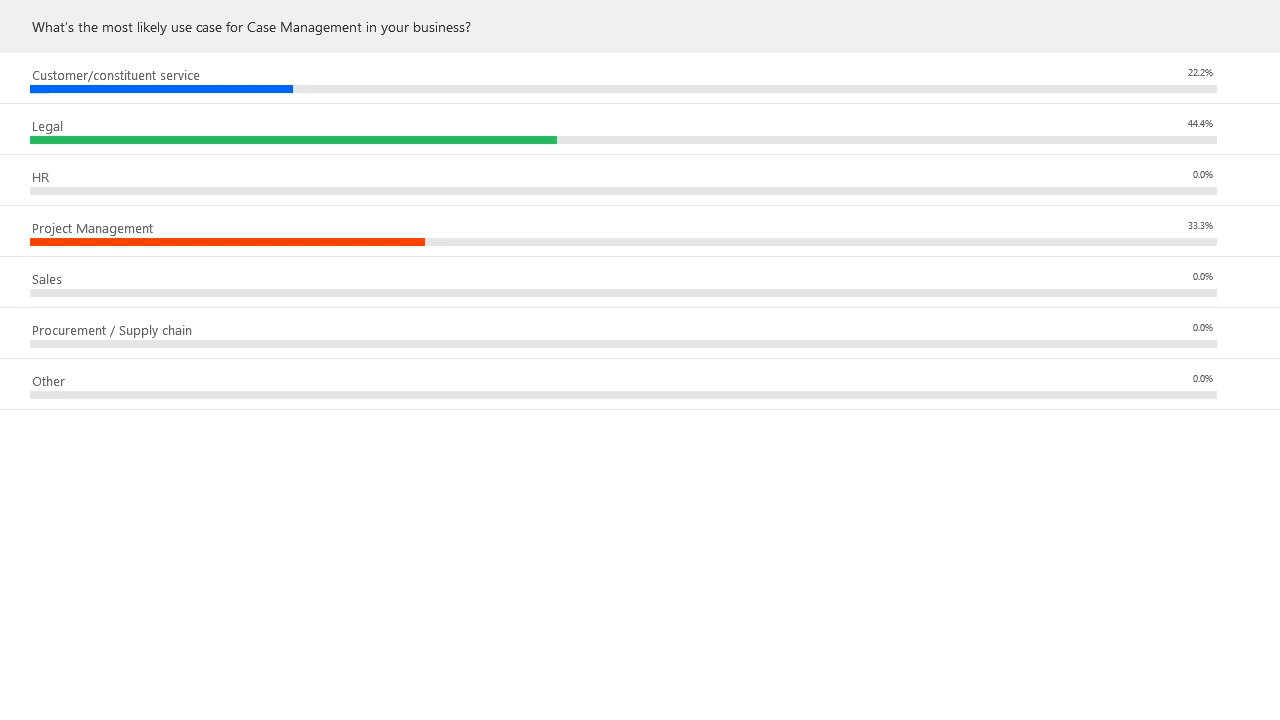 What's the most likely use case for Case Management in your business?
Customer/constituent service 22.2%
Legal 44.4%
HR 0.0%
Project Management 33.3%
Sales 0.0%
Procurement / Supply chain 0.0%
Other 0.0%